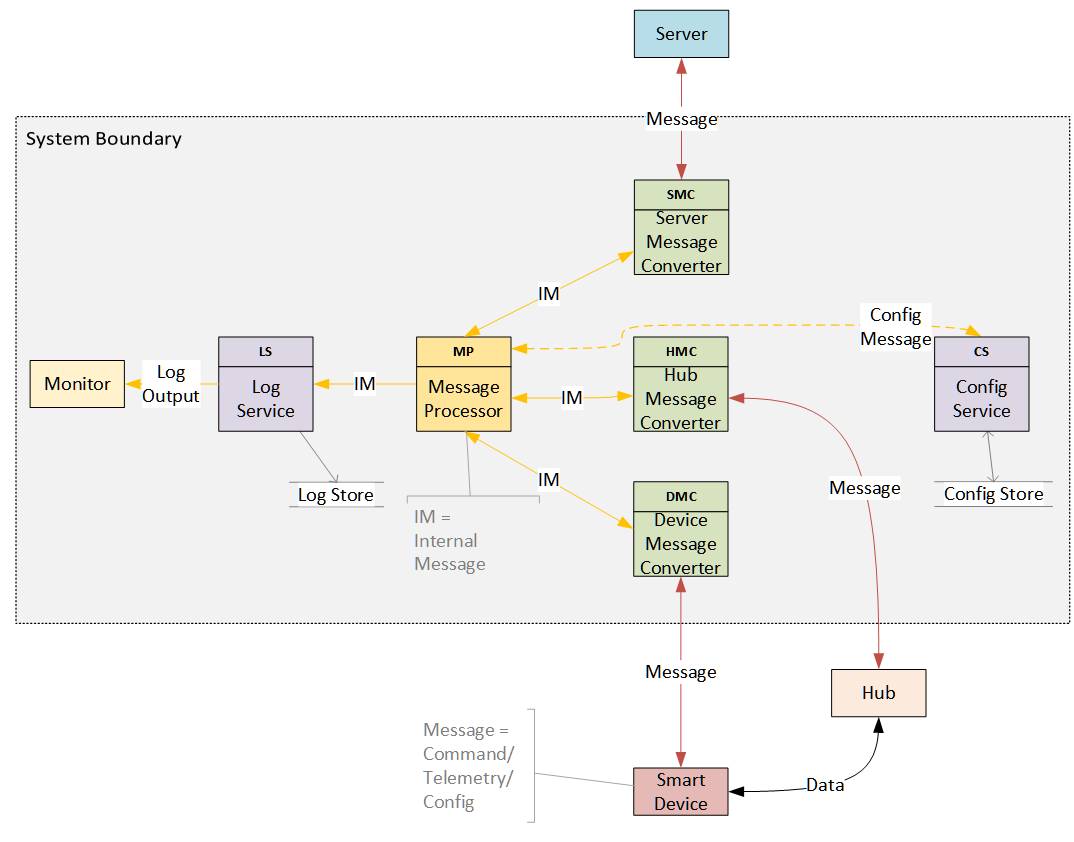 Server
Message
System Boundary
SMC
Server
Message
Converter
IM
Config
Message
LS
MP
HMC
CS
Monitor
Log
Output
Log
Service
IM
Message
Processor
IM
Hub
Message
Converter
Config
Service
Log Store
IM
Message
Config Store
IM =
Internal
Message
DMC
Device
Message
Converter
Message
Hub
Message =
Command/
Telemetry/
Config
Smart
Device
Data